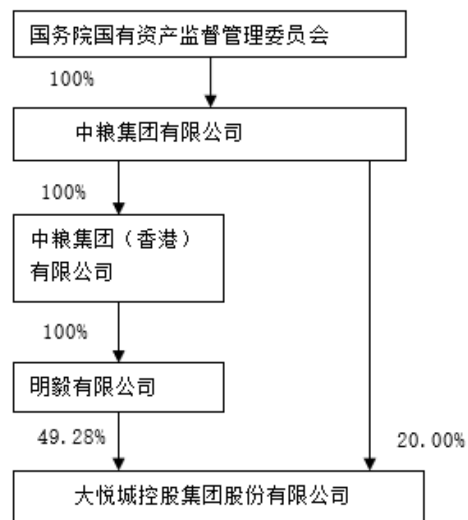 国务院国有资产监督管理委员会
100%
中粮集团有限公司
100%
中粮集团（香港）
有限公司
100%
明毅有限公司
49.28%
20.00%
大悦城控股集团股份有限公司